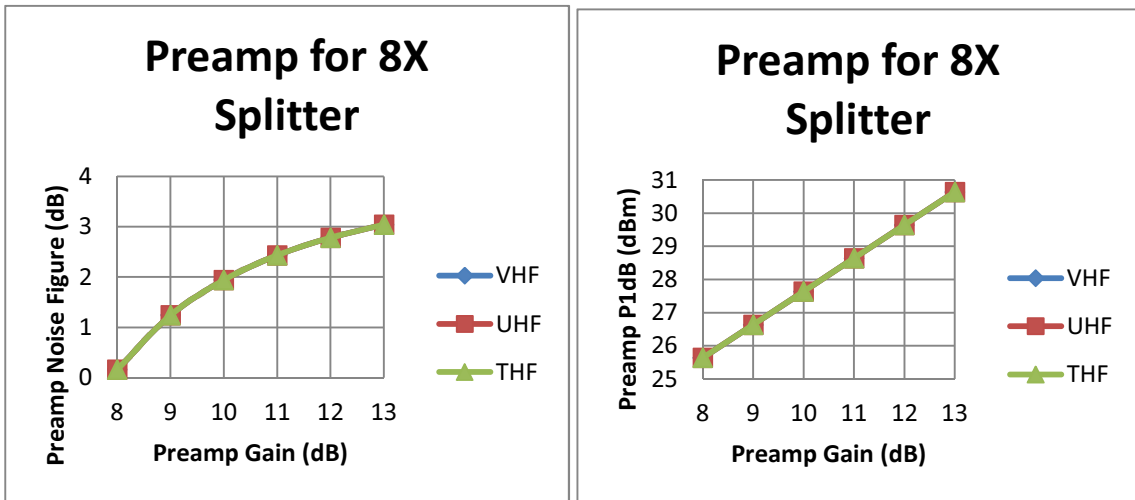 Preamp for 8X
Splitter
Preamp Noise Figure (dB)
4
3
2
1
0
8 9 10 11 12 13
Preamp Gain (dB)
VHF
UHF
THF
Preamp for 8X
Splitter
Preamp P1dB (dBm)
31
30
29
28
27
26
25
8 9 10 11 12 13
Preamp Gain (dB)
VHF
UHF
THF